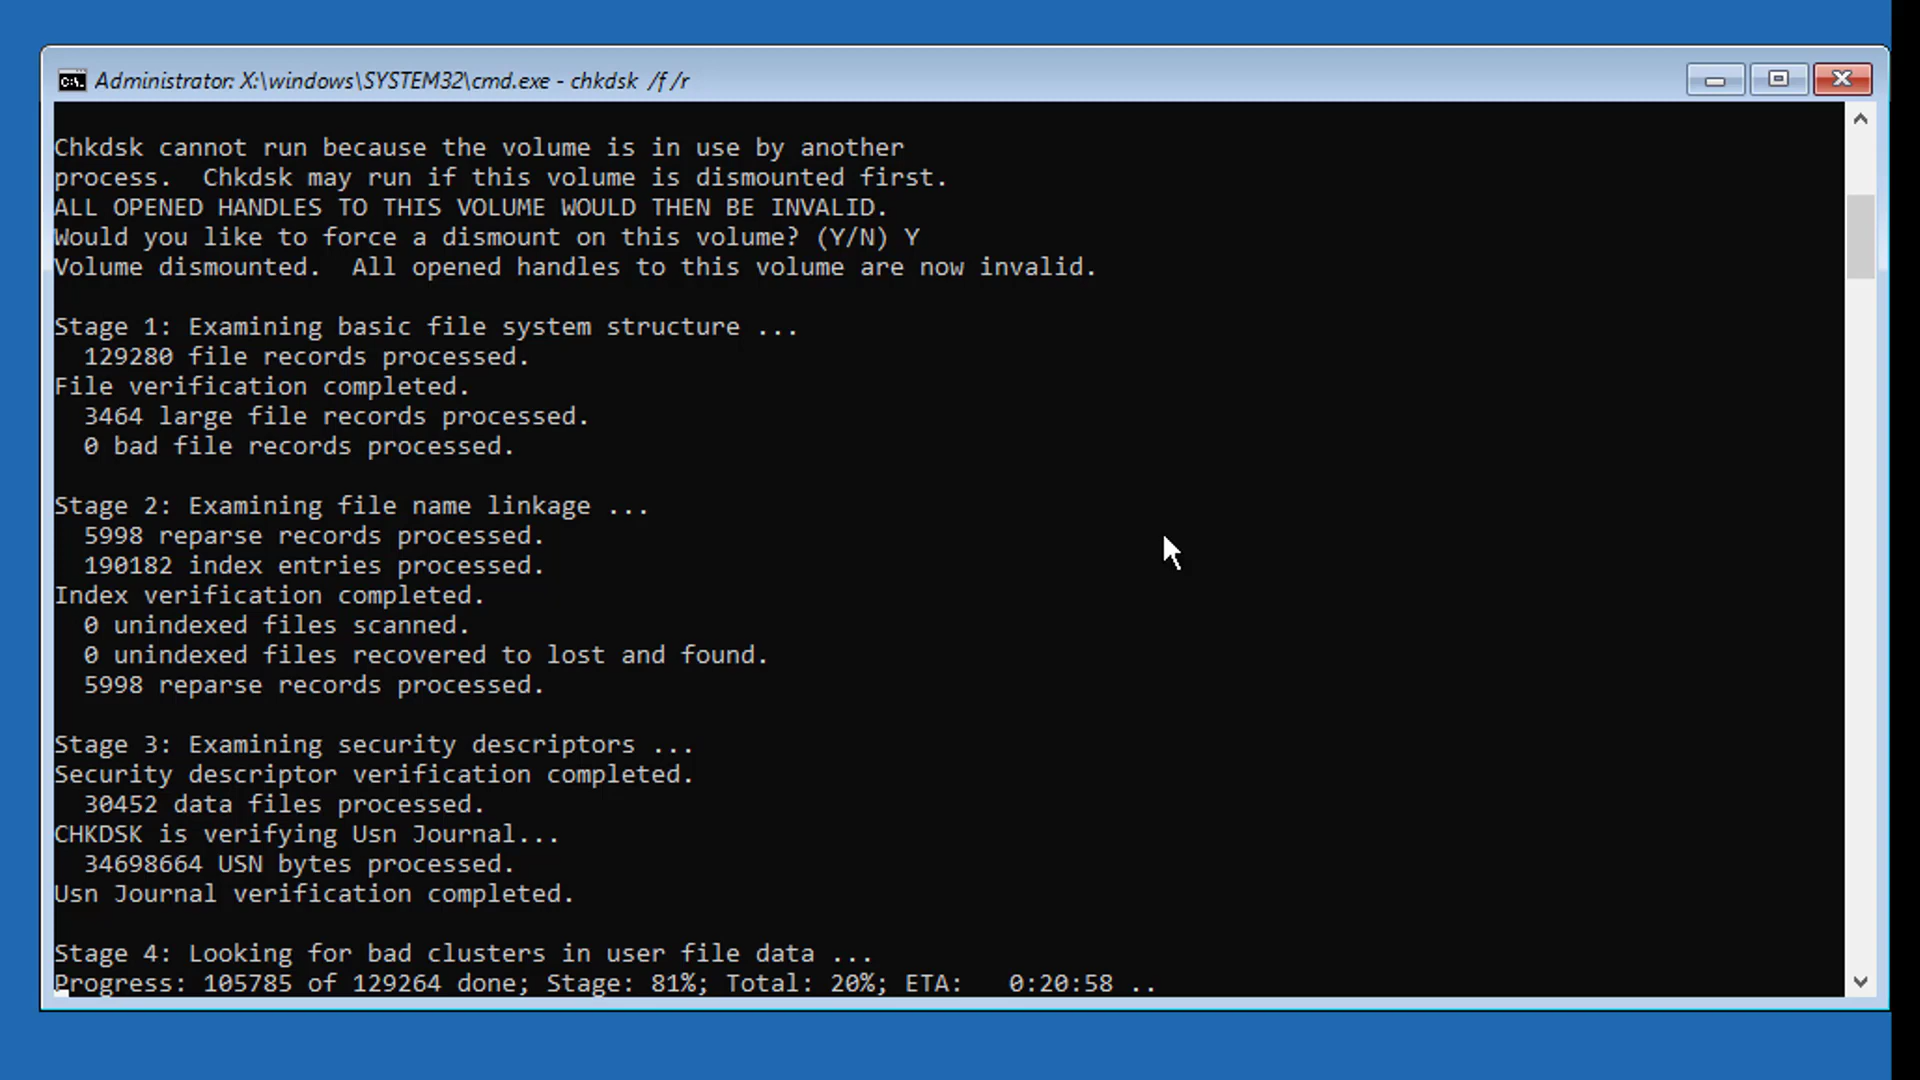 Administrator: X:\windows\SYSTEM32\cmd.exe - chkdsk /f /r
Chkdsk cannot run because the volume is in use by another
process.  Chkdsk may run if this volume is dismounted first.
ALL OPENED HANDLES TO THIS VOLUME WOULD THEN BE INVALID.
Would you like to force a dismount on this volume? (Y/N) Y
Volume dismounted.  All opened handles to this volume are now invalid.
Stage 1: Examining basic file system structure ...
129280 file records processed.
File verification completed.
3464 large file records processed.
0 bad file records processed.
Stage 2: Examining file name linkage ...
5998 reparse records processed.
190182 index entries processed.
Index verification completed.
0 unindexed files scanned.
0 unindexed files recovered to lost and found.
5998 reparse records processed.
Stage 3: Examining security descriptors ...
Security descriptor verification completed.
30452 data files processed.
CHKDSK is verifying Usn Journal...
34698664 USN bytes processed.
Usn Journal verification completed.
Stage 4: Looking for bad clusters in user file data ...
Progress: 105785 of 129264 done; Stage: 81%; Total: 20%; ETA:   0:20:58 ..